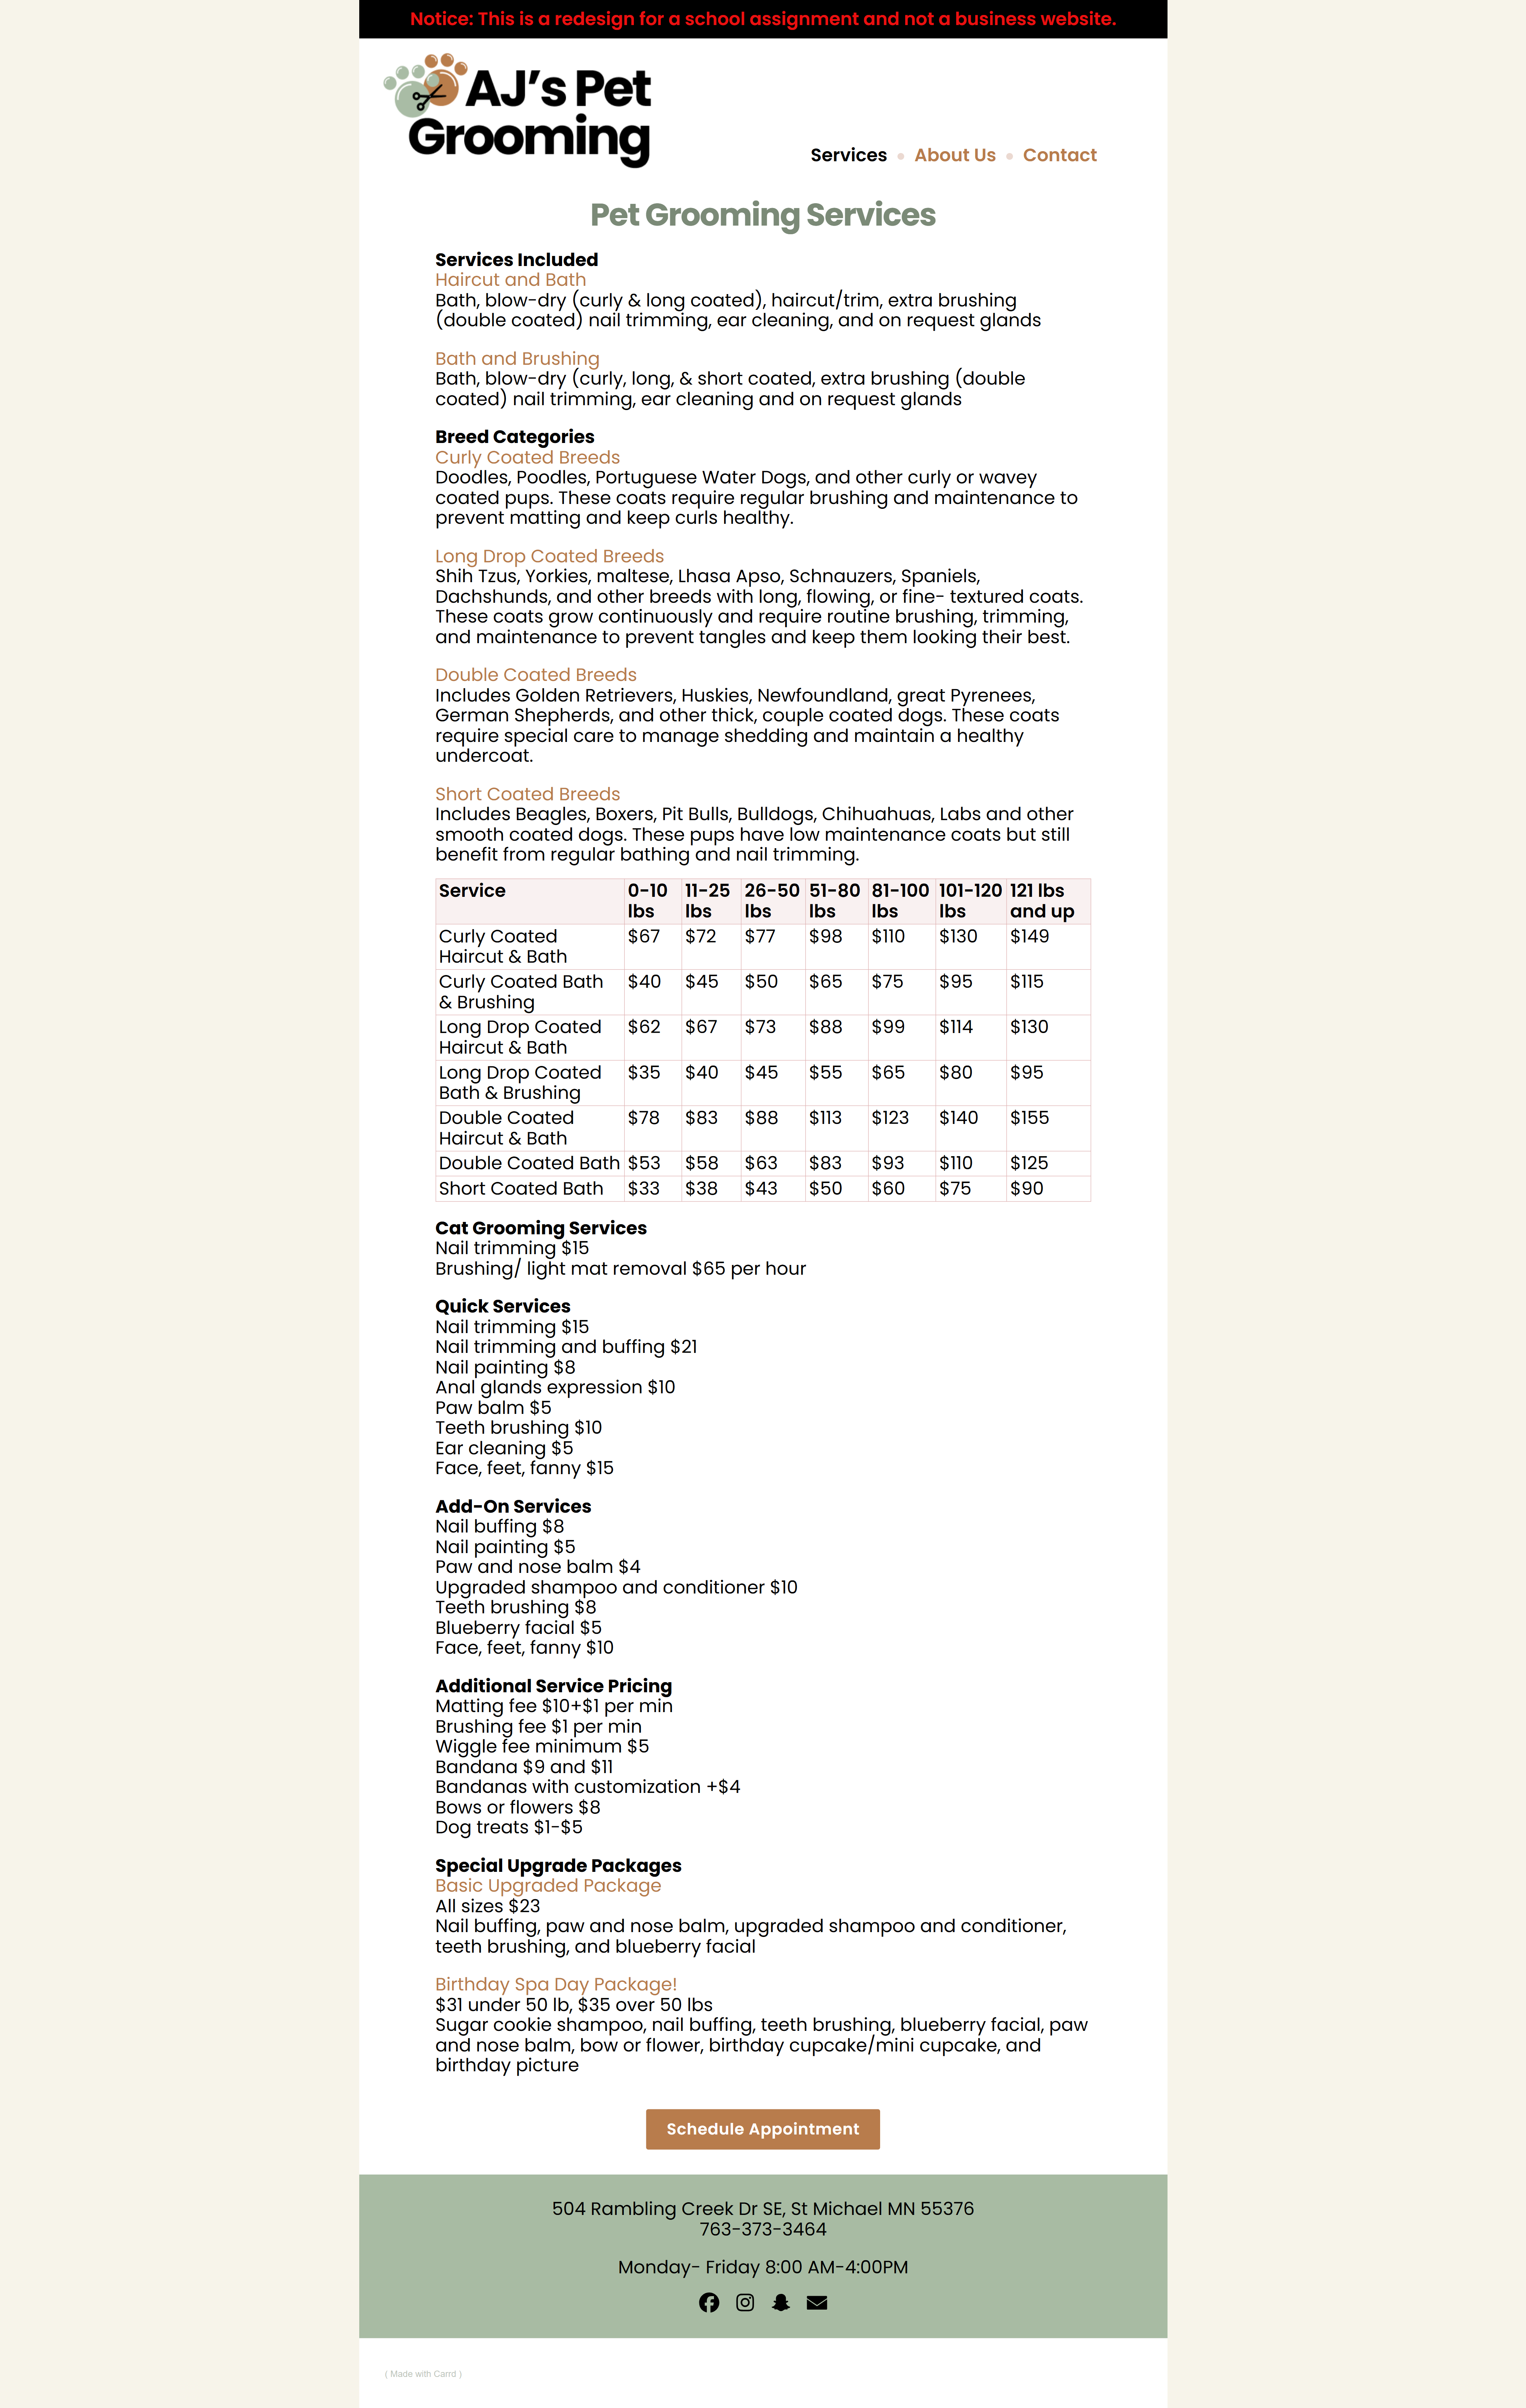 Notice: This is a redesign for a school assignment and not a business website.
AJ's Pet
Grooming
Services • About Us • Contact
Pet Grooming Services
Services Included
Haircut and Bath
Bath, blow-dry (curly & long coated), haircut/trim, extra brushing
(double coated) nail trimming, ear cleaning, and on request glands
Bath and Brushing
Bath, blow-dry (curly, long, & short coated, extra brushing (double
coated) nail trimming, ear cleaning and on request glands
Breed Categories
Curly Coated Breeds
Doodles, Poodles, Portuguese Water Dogs, and other curly or wavey
coated pups. These coats require regular brushing and maintenance to
prevent matting and keep curls healthy.
Long Drop Coated Breeds
Shih Tzus, Yorkies, maltese, Lhasa Apso, Schnauzers, Spaniels,
Dachshunds, and other breeds with long, flowing, or fine- textured coats.
These coats grow continuously and require routine brushing, trimming,
and maintenance to prevent tangles and keep them looking their best.
Double Coated Breeds
Includes Golden Retrievers, Huskies, Newfoundland, great Pyrenees,
German Shepherds, and other thick, couple coated dogs. These coats
require special care to manage shedding and maintain a healthy
undercoat.
Short Coated Breeds
Includes Beagles, Boxers, Pit Bulls, Bulldogs, Chihuahuas, Labs and other
smooth coated dogs. These pups have low maintenance coats but still
benefit from regular bathing and nail trimming.
Service 0-10 lbs 11-25 lbs 26-50 lbs 51-80 lbs 81-100 lbs 101-120 lbs 121 lbs and up
Curly Coated Haircut & Bath $67 $72 $77 $98 $110 $130 $149
Curly Coated Bath & Brushing $40 $45 $50 $65 $75 $95 $115
Long Drop Coated Haircut & Bath $62 $67 $73 $88 $99 $114 $130
Long Drop Coated Bath & Brushing $35 $40 $45 $55 $65 $80 $95
Double Coated Haircut & Bath $78 $83 $88 $113 $123 $140 $155
Double Coated Bath $53 $58 $63 $83 $93 $110 $125
Short Coated Bath $33 $38 $43 $50 $60 $75 $90
Cat Grooming Services
Nail trimming $15
Brushing/ light mat removal $65 per hour
Quick Services
Nail trimming $15
Nail trimming and buffing $21
Nail painting $8
Anal glands expression $10
Paw balm $5
Teeth brushing $10
Ear cleaning $5
Face, feet, fanny $15
Add-On Services
Nail buffing $8
Nail painting $5
Paw and nose balm $4
Upgraded shampoo and conditioner $10
Teeth brushing $8
Blueberry facial $5
Face, feet, fanny $10
Additional Service Pricing
Matting fee $10+$1 per min
Brushing fee $1 per min
Wiggle fee minimum $5
Bandana $9 and $11
Bandanas with customization +$4
Bows or flowers $8
Dog treats $1-$5
Special Upgrade Packages
Basic Upgraded Package
All sizes $23
Nail buffing, paw and nose balm, upgraded shampoo and conditioner,
teeth brushing, and blueberry facial
Birthday Spa Day Package!
$31 under 50 lb, $35 over 50 lbs
Sugar cookie shampoo, nail buffing, teeth brushing, blueberry facial, paw
and nose balm, bow or flower, birthday cupcake/mini cupcake, and
birthday picture
Schedule Appointment
504 Rambling Creek Dr SE, St Michael MN 55376
763-373-3464
Monday- Friday 8:00 AM-4:00PM
( Made with Carrd )